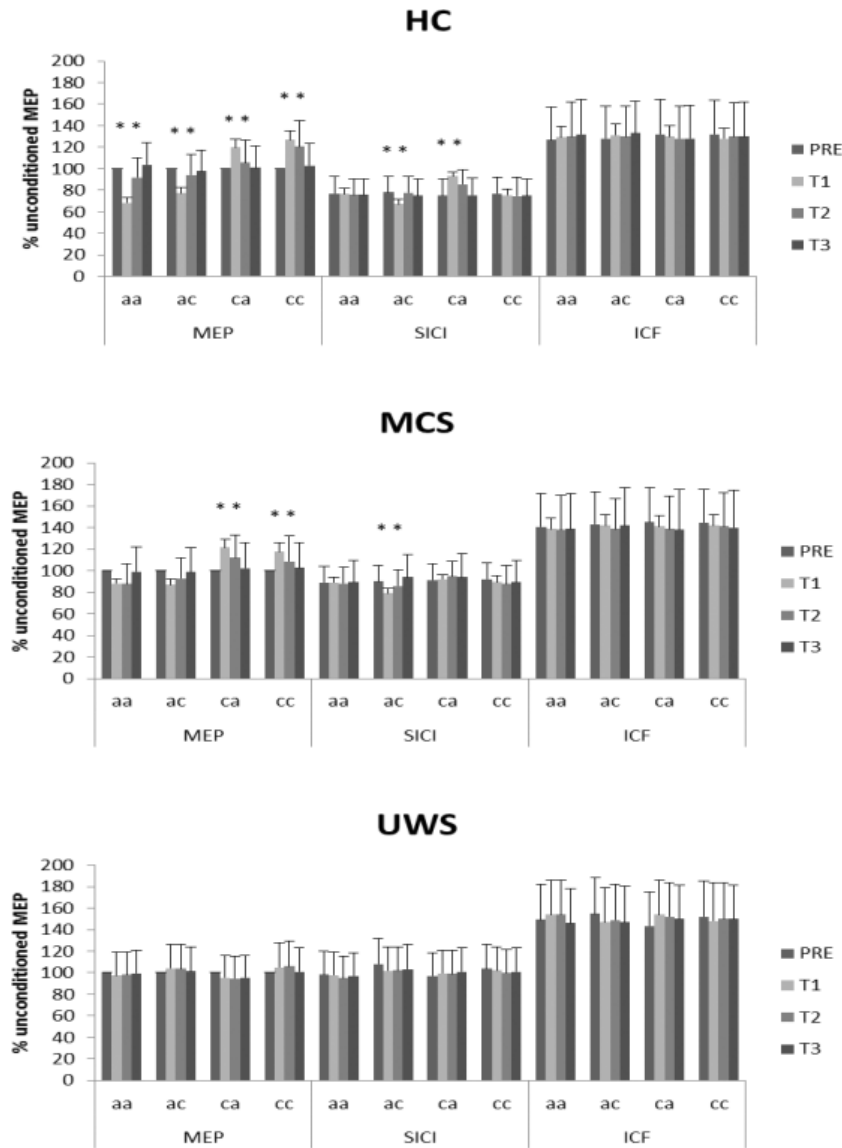 HC
% unconditioned MEP
200
180
160
140
120
100
80
60
40
20
0
* * * * * * * * * * * *
aa ac ca cc aa ac ca cc aa ac ca cc
MEP SICI ICF
PRE
T1
T2
T3
MCS
% unconditioned MEP
200
180
160
140
120
100
80
60
40
20
0
* * * * * *
aa ac ca cc aa ac ca cc aa ac ca cc
MEP SICI ICF
PRE
T1
T2
T3
UWS
% unconditioned MEP
200
180
160
140
120
100
80
60
40
20
0
aa ac ca cc aa ac ca cc aa ac ca cc
MEP SICI ICF
PRE
T1
T2
T3